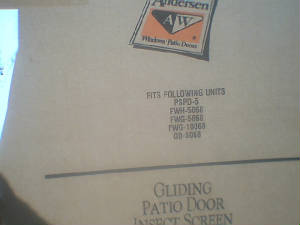 Andersen
AW
Windows Patio Doors
FITS FOLLOWING UNITS
PSPD-5
FWH-5068
FWG-5068
FWG-10068
GD-5068
GLIDING
PATIO DOOR
INSECT SCREEN